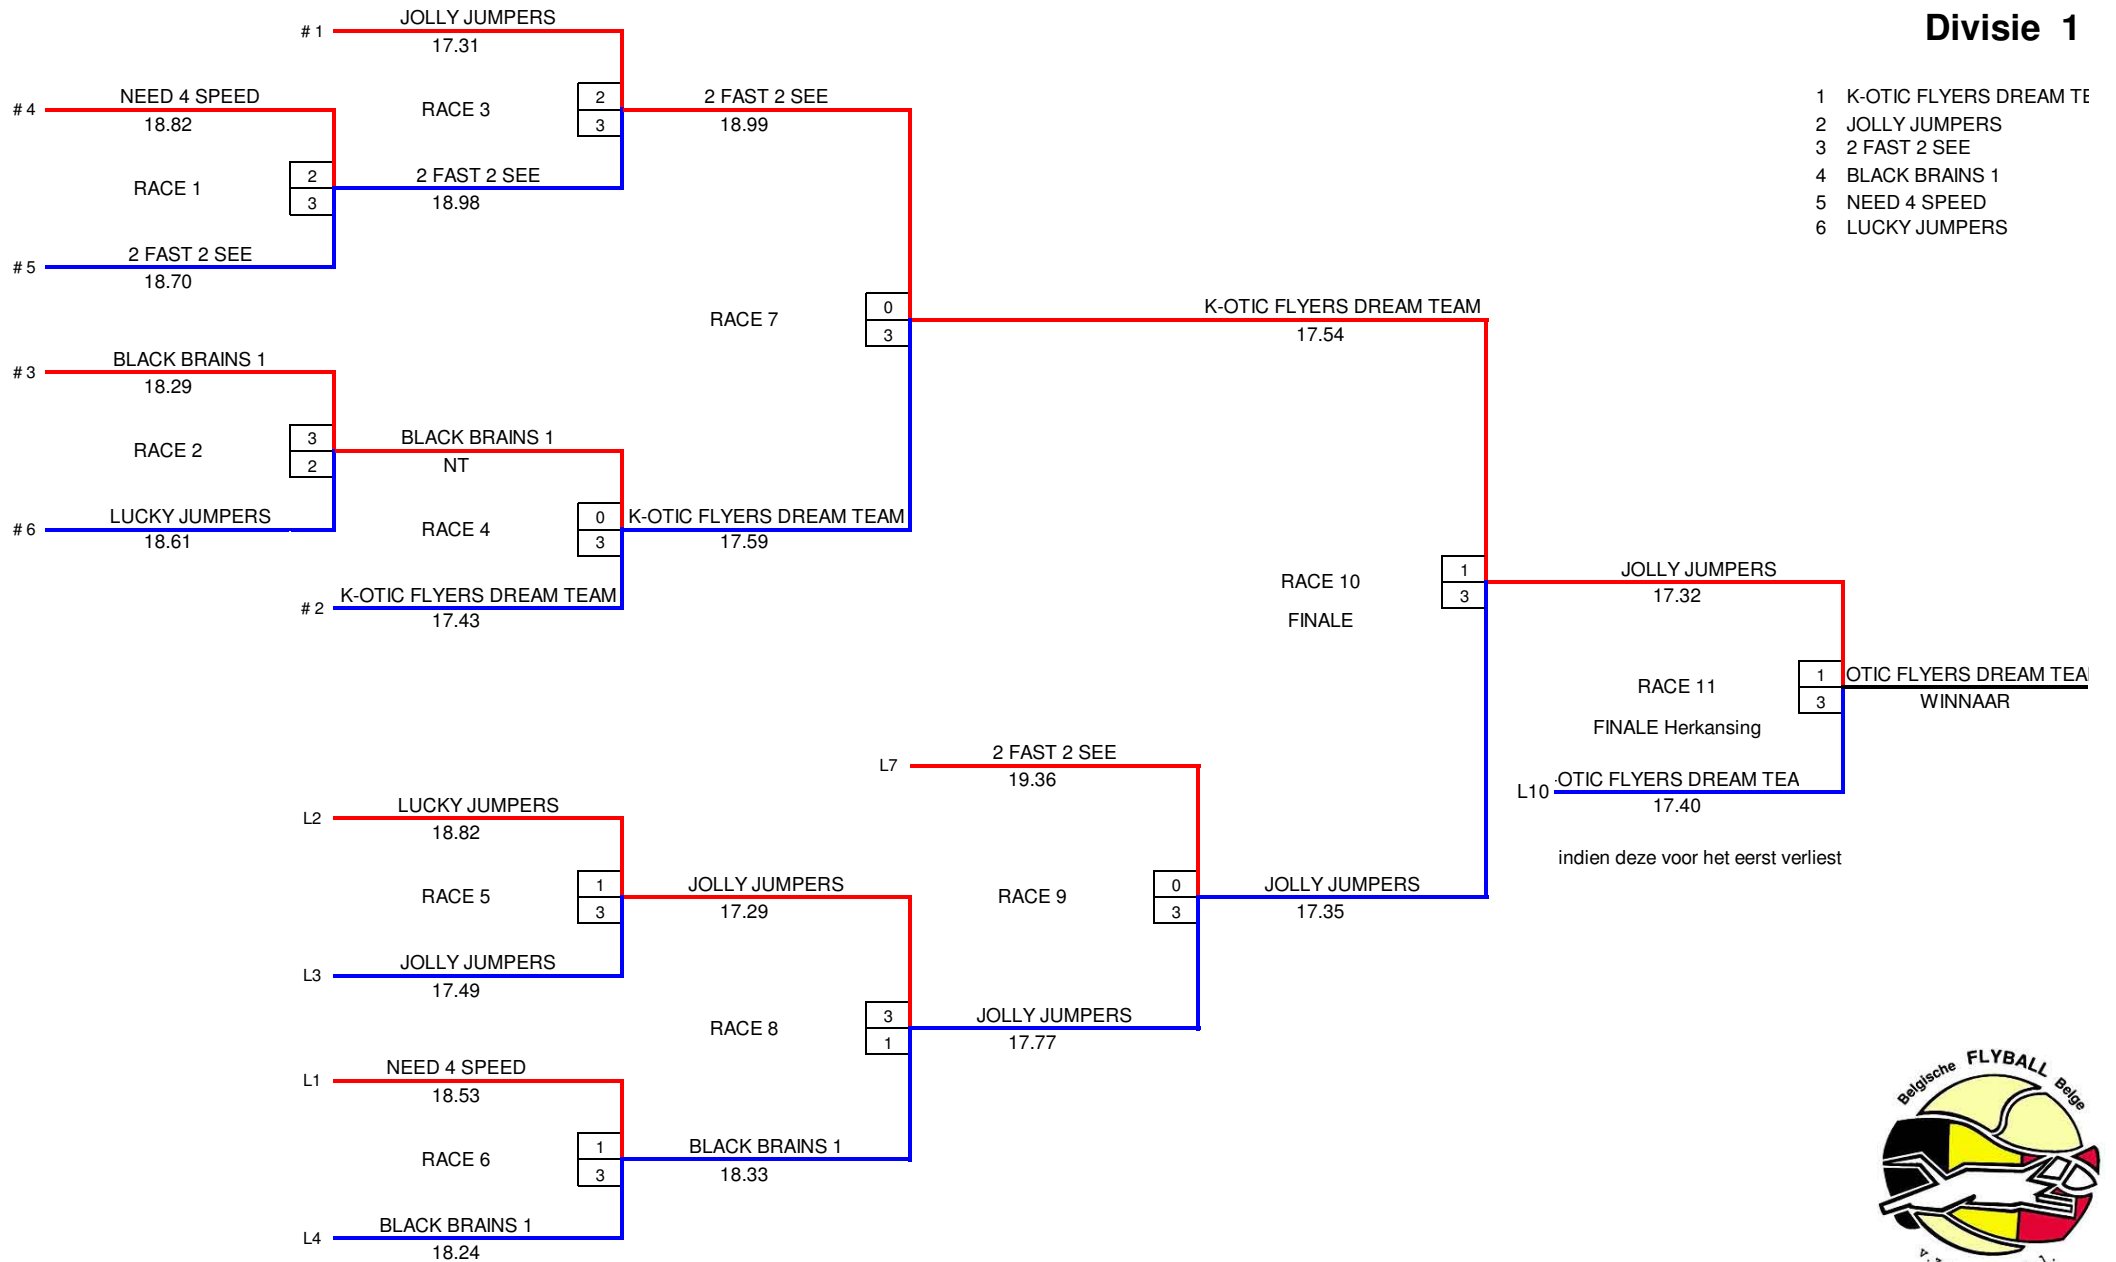 Divisie 1
1 K-OTIC FLYERS DREAM TE
2 JOLLY JUMPERS
3 2 FAST 2 SEE
4 BLACK BRAINS 1
5 NEED 4 SPEED
6 LUCKY JUMPERS
# 1 JOLLY JUMPERS
17.31
# 4 NEED 4 SPEED
18.82
RACE 3
2
3
2 FAST 2 SEE
18.99
RACE 1
2
3
2 FAST 2 SEE
18.98
# 5 2 FAST 2 SEE
18.70
RACE 7
0
3
K-OTIC FLYERS DREAM TEAM
17.54
# 3 BLACK BRAINS 1
18.29
RACE 2
3
2
BLACK BRAINS 1
NT
# 6 LUCKY JUMPERS
18.61
RACE 4
0
3
K-OTIC FLYERS DREAM TEAM
17.59
# 2 K-OTIC FLYERS DREAM TEAM
17.43
RACE 10
FINALE
1
3
JOLLY JUMPERS
17.32
RACE 11
FINALE Herkansing
1
3
OTIC FLYERS DREAM TEA
WINNAAR
L10 OTIC FLYERS DREAM TEA
17.40
indien deze voor het eerst verliest
L7 2 FAST 2 SEE
19.36
L2 LUCKY JUMPERS
18.82
RACE 5
1
3
JOLLY JUMPERS
17.29
RACE 9
0
3
JOLLY JUMPERS
17.35
L3 JOLLY JUMPERS
17.49
RACE 8
3
1
JOLLY JUMPERS
17.77
L1 NEED 4 SPEED
18.53
RACE 6
1
3
BLACK BRAINS 1
18.33
L4 BLACK BRAINS 1
18.24
Belgische FLYBALL Belge